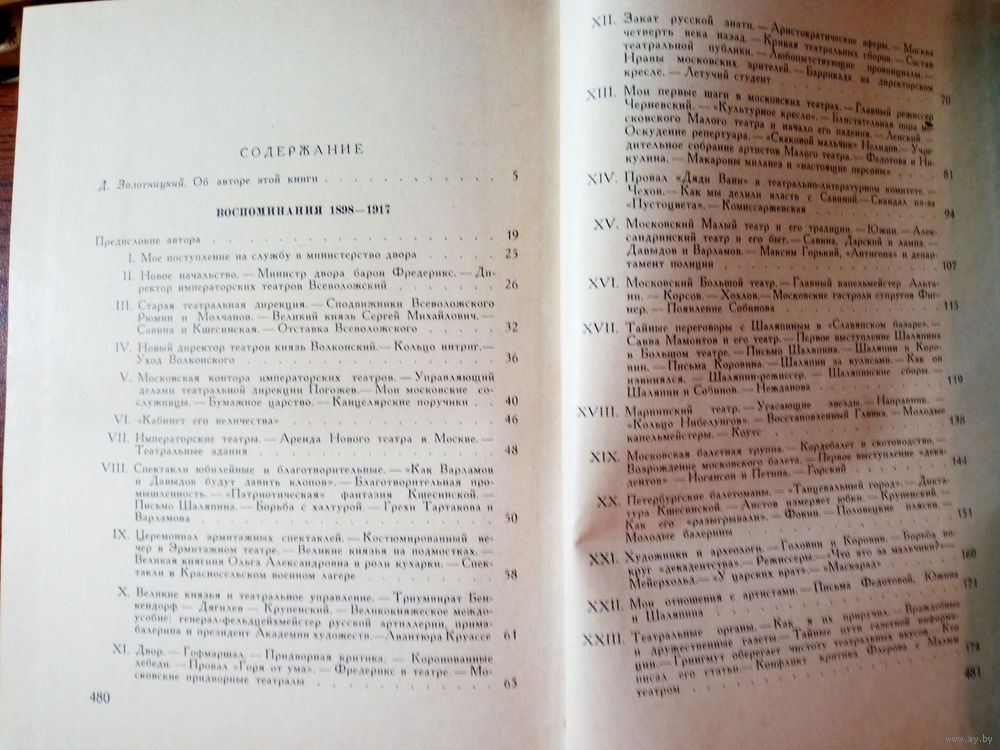 СОДЕРЖАНИЕ
Д. Золотницкий. Об авторе этой книги . . . . . . . . . . . 5
ВОСПОМИНАНИЯ 1898—1917
Предисловие автора . . . . . . . . . . . . . . . . 19
I. Мое поступление на службу в министерство двора . . . . . 23
II. Новое начальство. — Министр двора барон Фредерикс. — Ди-
ректор императорских театров Всеволожский . . . . . . 26
III. Старая театральная дирекция. — Сподвижники Всеволожского
Рюмин и Молчанов. — Великий князь Сергей Михайлович. —
Савина и Кшесинская. — Отставка Всеволожского . . . . . 32
IV. Новый директор театров князь Волконский. — Кольцо интриг. —
Уход Волконского . . . . . . . . . . . . . . . 36
V. Московская контора императорских театров. — Управляющий
делами театральной дирекции Погожев. — Мои московские со-
служивцы. — Бумажное царство. — Канцелярские поручики . 40
VI. «Кабинет его величества» . . . . . . . . . . . . . 46
VII. Императорские театры. — Аренда Нового театра в Москве. —
Театральные здания . . . . . . . . . . . . . . . 48
VIII. Спектакли юбилейные и благотворительные. — «Как Варламов
и Давыдов будут давить клопов». — Благотворительная про-
мышленность. — «Патриотическая» фантазия Кшесинской. —
Письмо Шаляпина. — Борьба с халтурой. — Грехи Тартакова и
Варламова . . . . . . . . . . . . . . . . . . 50
IX. Церемониал эрмитажных спектаклей. — Костюмированный ве-
чер в Эрмитажном театре. — Великие князья на подмостках. —
Великая княгиня Ольга Александровна в роли кухарки. — Спек-
такли в Красносельском военном лагере . . . . . . . . 58
X. Великие князья и театральное управление. — Триумвират Бен-
кендорф — Дягилев — Крупенский. — Великокняжеское междо-
усобие: генерал-фельдцейхмейстер русской артиллерии, прима-
балерина и президент Академии художеств. — Авантюра Круассе 61
XI. Двор. — Гофмаршал. — Придворная критика. — Коронованные
лебеди. — Провал «Горя от ума». — Фредерикс в театре. — Мо-
сковские придворные театралы . . . . . . . . . . . . 65
480
XII. Закат русской знати. — Аристократические аферы. — Москва
четверть века назад. — Кривая театральных сборов. — Состав
театральной публики. — Любопытствующие провинциалы. —
Нравы московских зрителей. — Баррикада на директорском
кресле. — Летучий студент . . . . . . . . . . . . 70
XIII. Мои первые шаги в московских театрах. — Главный режиссер
Черневский. — «Культурное кресло». — Блистательная пора мо-
сковского Малого театра и начало его падения. — Ленский. —
Оскудение репертуара. — «Скаковой мальчик» Нелидов. — Учре-
дительное собрание артистов Малого театра. — Федотова и Ни-
кулина. — Макароны миланез и «настоящие персоны» . . . . 81
XIV. Провал «Дяди Вани» в театрально-литературном комитете. —
Чехов. — Как мы делили власть с Савиной. — Скандал из-за
«Пустоцвета». — Комиссаржевская . . . . . . . . . . 94
XV. Московский Малый театр и его традиции. — Южин. — Алек-
сандринский театр и его быт. — Савина, Дарский и лампа. —
Давыдов и Варламов. — Максим Горький, «Антигона» и депар-
тамент полиции . . . . . . . . . . . . . . . . 107
XVI. Московский Большой театр. — Главный капельмейстер Альта-
ни. — Корсов. — Хохлов. — Московские гастроли супругов Фиг-
нер. — Появление Собинова . . . . . . . . . . . . 115
XVII. Тайные переговоры с Шаляпиным в «Славянском базаре». —
Савва Мамонтов и его театр. — Первое выступление Шаляпина
в Большом театре. — Письмо Шаляпина. — Шаляпин и Коро-
вин. — Письма Коровина. — Шаляпин за кулисами. — Как он
извинялся. — Шаляпин-режиссер. — Шаляпинские сборы. —
Шаляпин и Собинов. — Нежданова . . . . . . . . . . 119
XVIII. Мариинский театр. — Угасающие звезды. — Направник. —
«Кольцо Нибелунгов». — Восстановленный Глинка. — Молодые
капельмейстеры. — Коутс . . . . . . . . . . . . . 138
XIX. Московская балетная труппа. — Кордебалет и скотоводство. —
Возрождение московского балета. — Первое выступление «дека-
дентов». — Иогансон и Петипа. — Горский . . . . . . . 144
XX. Петербургские балетоманы. — «Танцевальный город». — Дикта-
тура Кшесинской. — Аистов измеряет юбки. — Крупенский. —
Как его «разыгрывали». — Фокин. — Половецкие пляски. —
Молодые балерины . . . . . . . . . . . . . . . 151
XXI. Художники и археологи. — Головин и Коровин. — Борьба во-
круг «декадентства». — Режиссеры. — «Что это за мальчики?» —
Мейерхольд. — «У царских врат». — «Маскарад» . . . . . 160
XXII. Мои отношения с артистами. — Письма Федотовой, Южина
и Шаляпина . . . . . . . . . . . . . . . . . 171
XXIII. Театральные органы. — Как я их приручил. — Враждебные
и дружественные газеты. — Тайные пути газетной информа-
ции. — Грингмут оберегает чистоту театральных вкусов. — Кто
писал его статьи. — Конфликт критика Флерова с Малым
театром . . . . . . . . . . . . . . . . . . . 174
481
www.ay.by